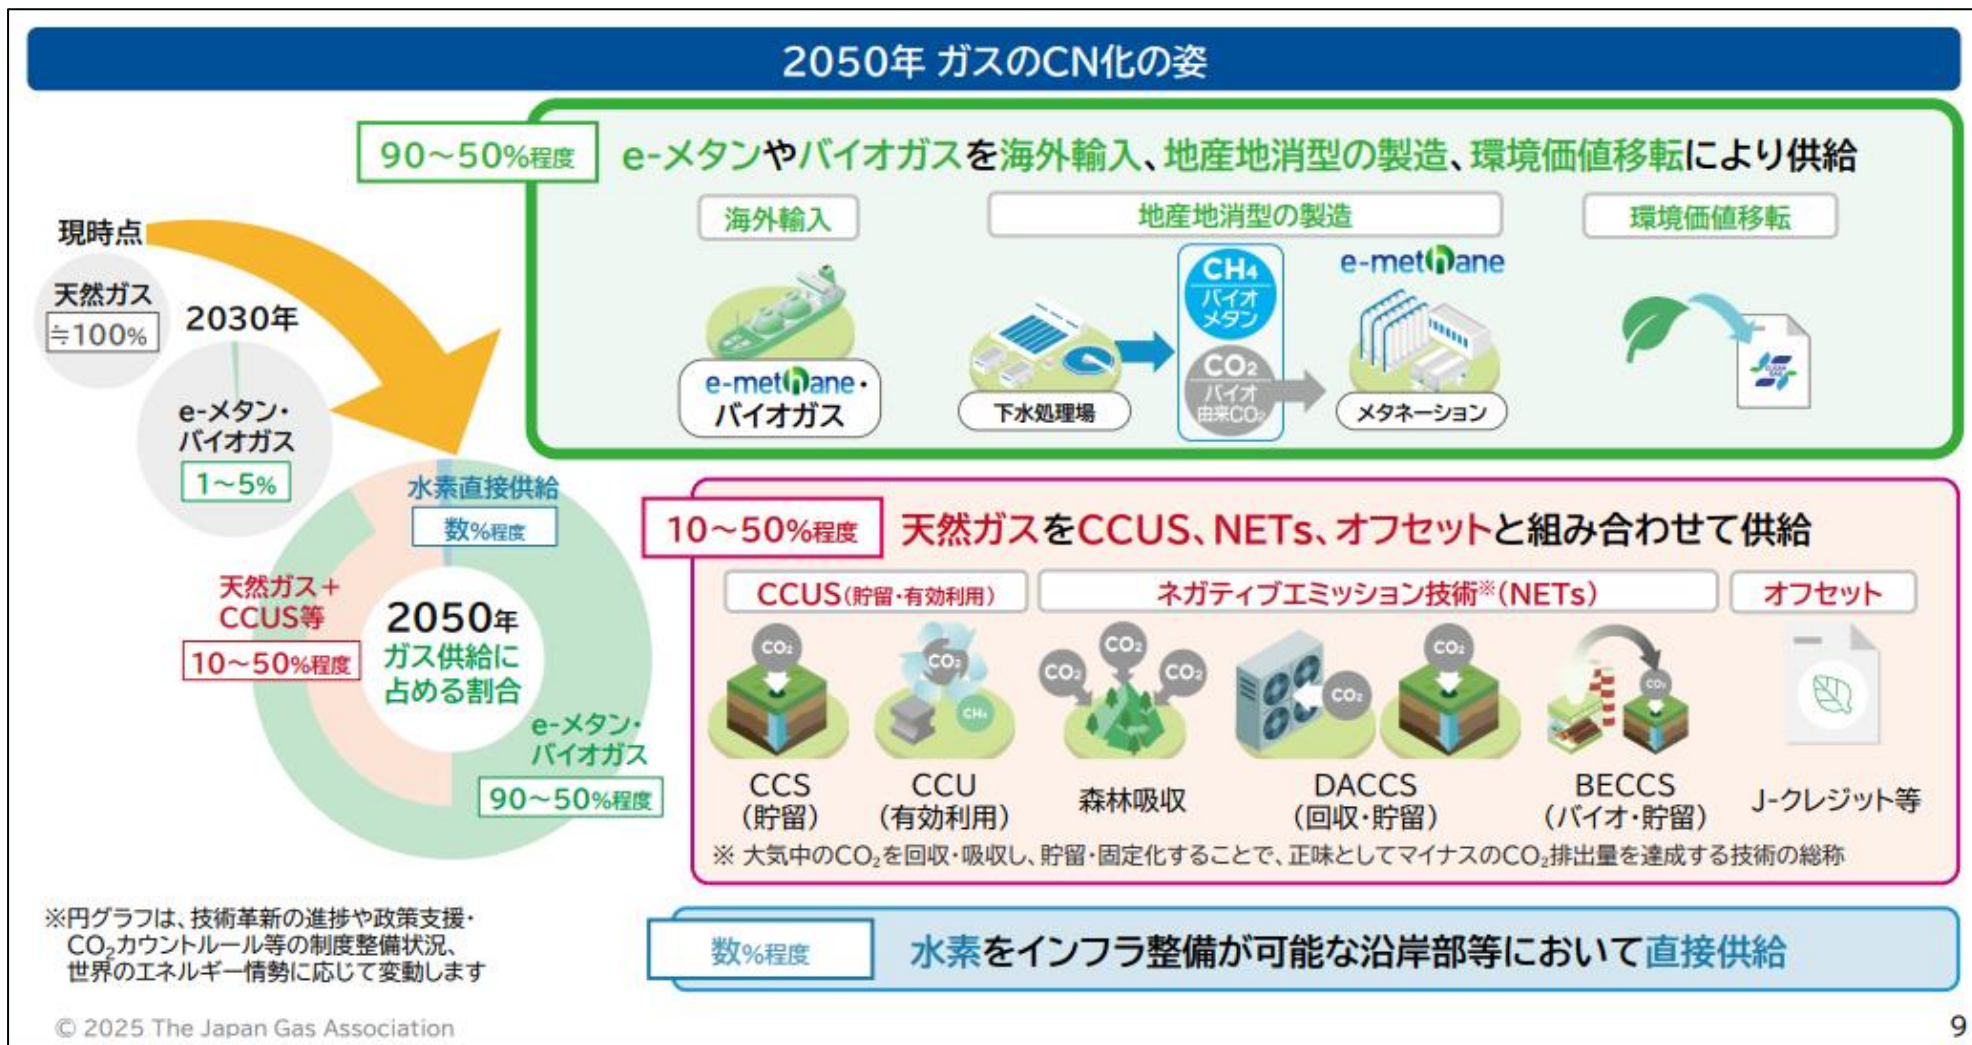 2050年 ガスのCN化の姿
90～50%程度
e-メタンやバイオガスを海外輸入、地産地消型の製造、環境価値移転により供給
海外輸入
地産地消型の製造
環境価値移転
e-methane・
バイオガス
下水処理場
CH4
バイオ
メタン
CO2
バイオ
由来CO2
e-methane
メタネーション
現時点
天然ガス
≒100%
2030年
e-メタン・
バイオガス
1～5%
水素直接供給
数%程度
天然ガス＋
CCUS等
10～50%程度
2050年
ガス供給に
占める割合
e-メタン・
バイオガス
90～50%程度
10～50%程度
天然ガスをCCUS、NETs、オフセットと組み合わせて供給
CCUS(貯留・有効利用)
ネガティブエミッション技術※(NETs)
オフセット
CO2
CO2
CH4
CO2
CO2
CO2
CO2
CO2
CO2
CCS
(貯留)
CCU
(有効利用)
森林吸収
DACCS
(回収・貯留)
BECCS
(バイオ・貯留)
J-クレジット等
※ 大気中のCO₂を回収・吸収し、貯留・固定化することで、正味としてマイナスのCO₂排出量を達成する技術の総称
数%程度
水素をインフラ整備が可能な沿岸部等において直接供給
※円グラフは、技術革新の進捗や政策支援・
CO₂カウントルール等の制度整備状況、
世界のエネルギー情勢に応じて変動します
© 2025 The Japan Gas Association
9